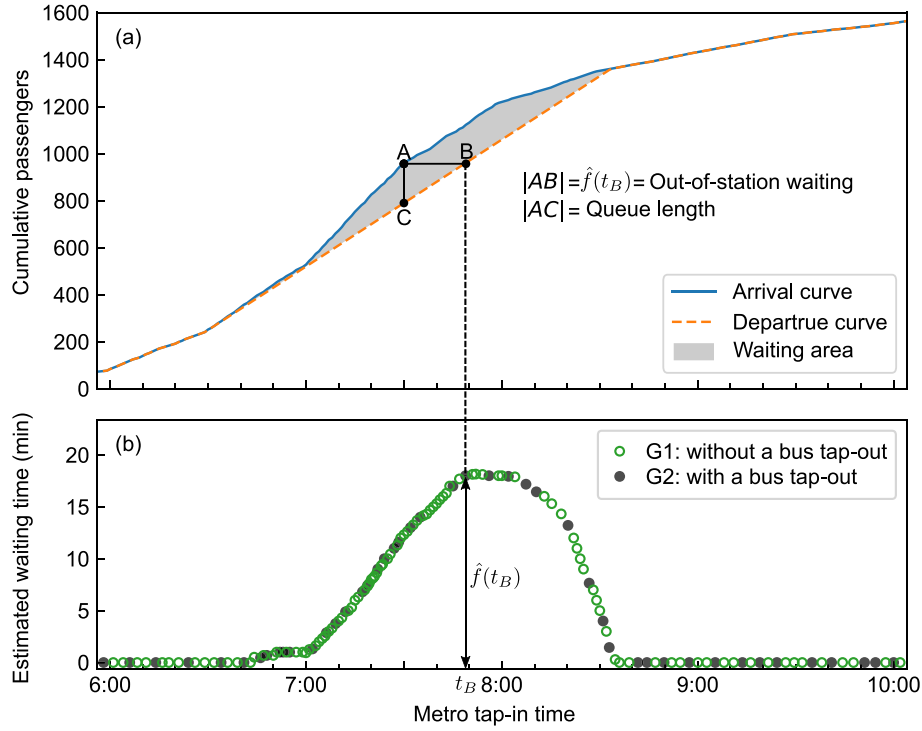 1600
(a)
1400
1200
1000
800
600
400
200
0
Cumulative passengers
A
B
C
|AB| = f̂(t_B) = Out-of-station waiting
|AC| = Queue length
Arrival curve
Departrue curve
Waiting area
(b)
20
15
10
5
0
Estimated waiting time (min)
G1: without a bus tap-out
G2: with a bus tap-out
f̂(t_B)
6:00
7:00
t_B
8:00
9:00
10:00
Metro tap-in time